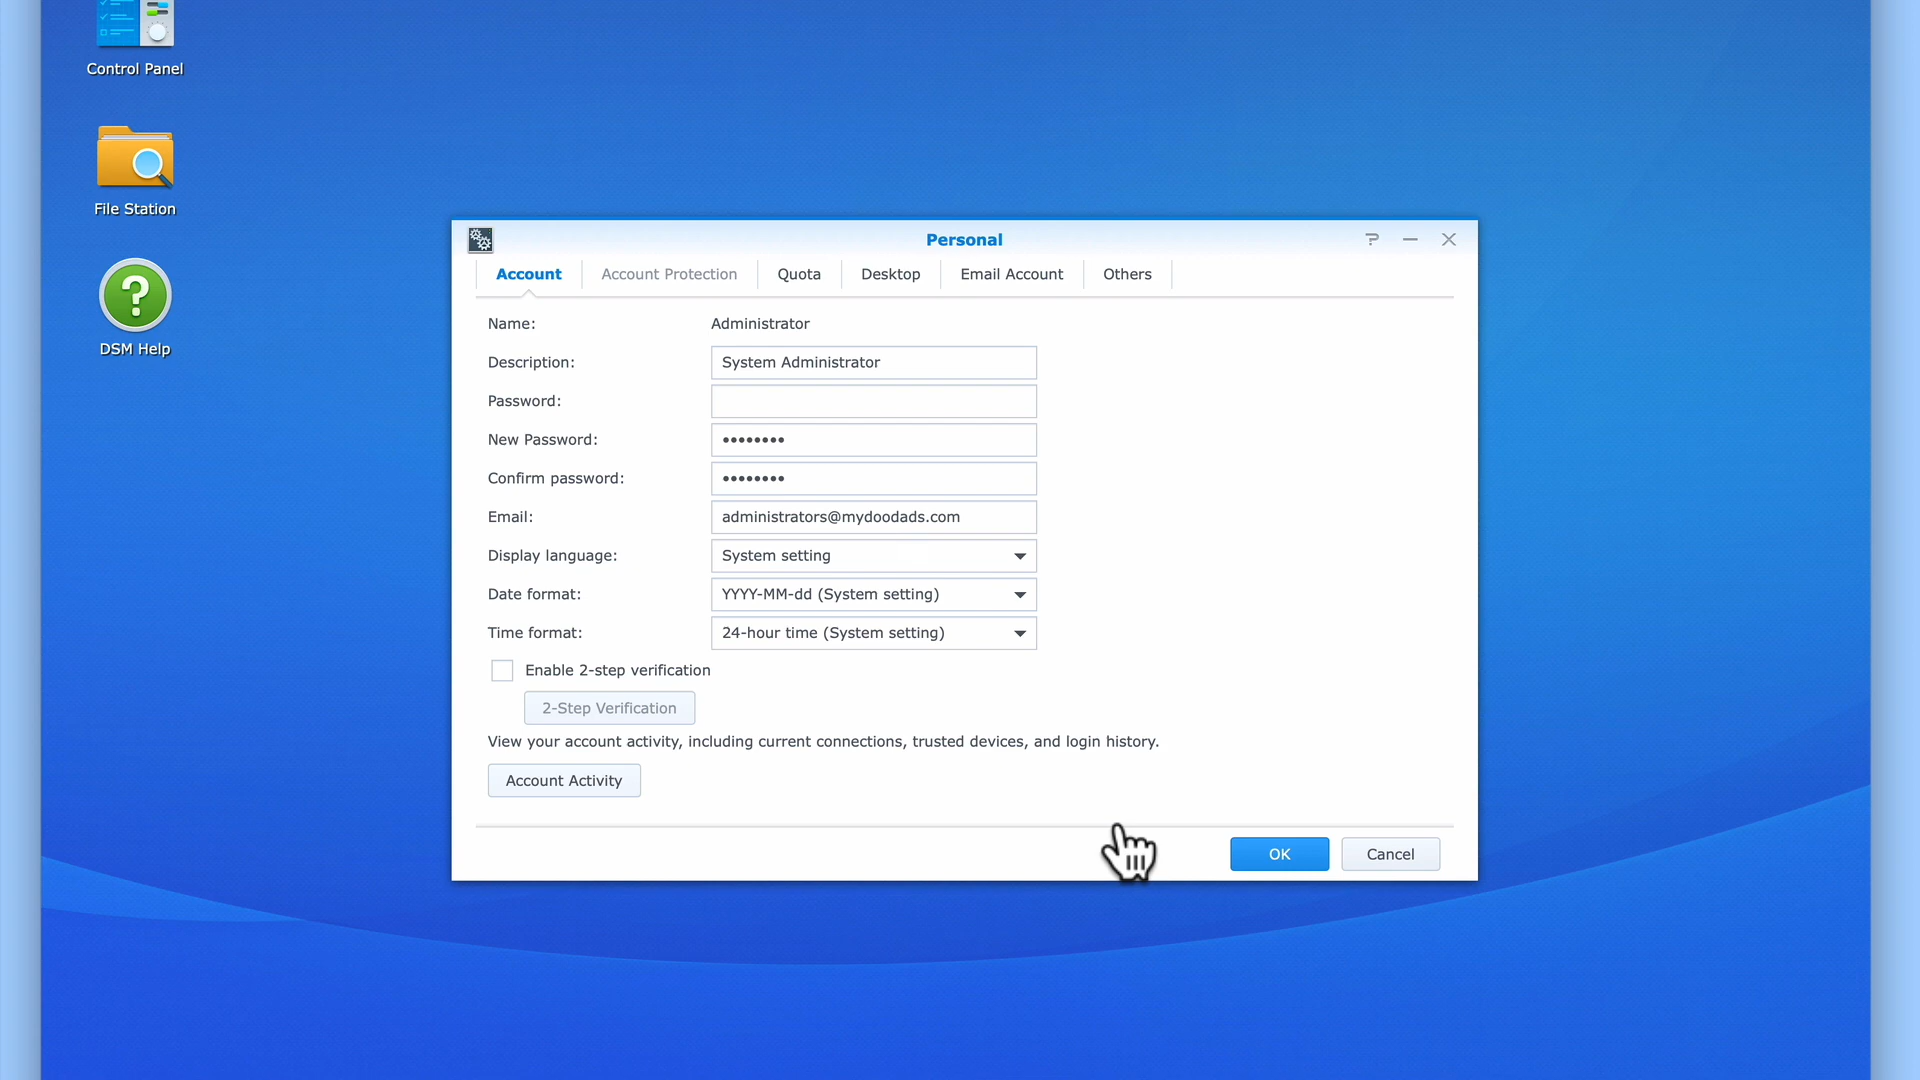 Control Panel
File Station
DSM Help
Personal
Account
Account Protection
Quota
Desktop
Email Account
Others
Name: Administrator
Description: System Administrator
Password:
New Password: ••••••••
Confirm password: ••••••••
Email: administrators@mydoodads.com
Display language: System setting
Date format: YYYY-MM-dd (System setting)
Time format: 24-hour time (System setting)
Enable 2-step verification
2-Step Verification
View your account activity, including current connections, trusted devices, and login history.
Account Activity
OK
Cancel